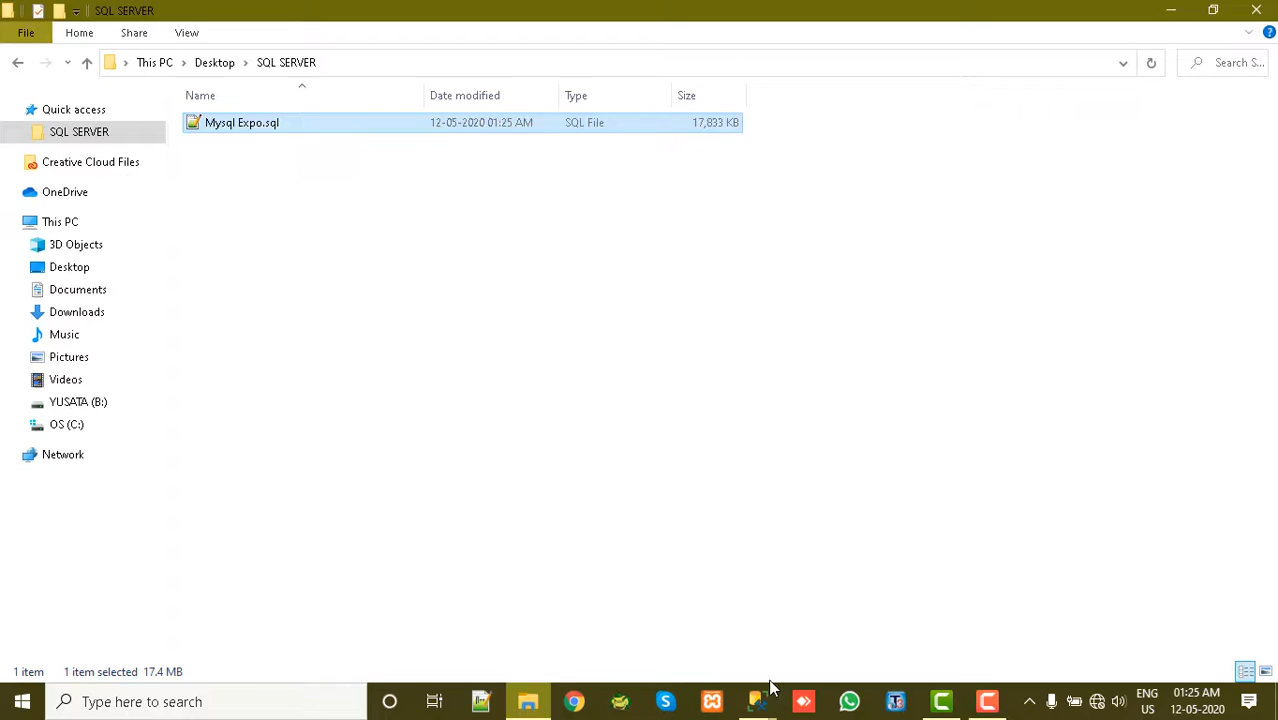 SQL SERVER
File Home Share View
This PC Desktop SQL SERVER Search S...
Name Date modified Type Size
Mysql Expo.sql 12-05-2020 01:25 AM SQL File 17,833 KB
Quick access
SQL SERVER
Creative Cloud Files
OneDrive
This PC
3D Objects
Desktop
Documents
Downloads
Music
Pictures
Videos
YUSATA (B:)
OS (C:)
Network
1 item 1 item selected 17.4 MB
Type here to search
ENG
US
01:25 AM
12-05-2020